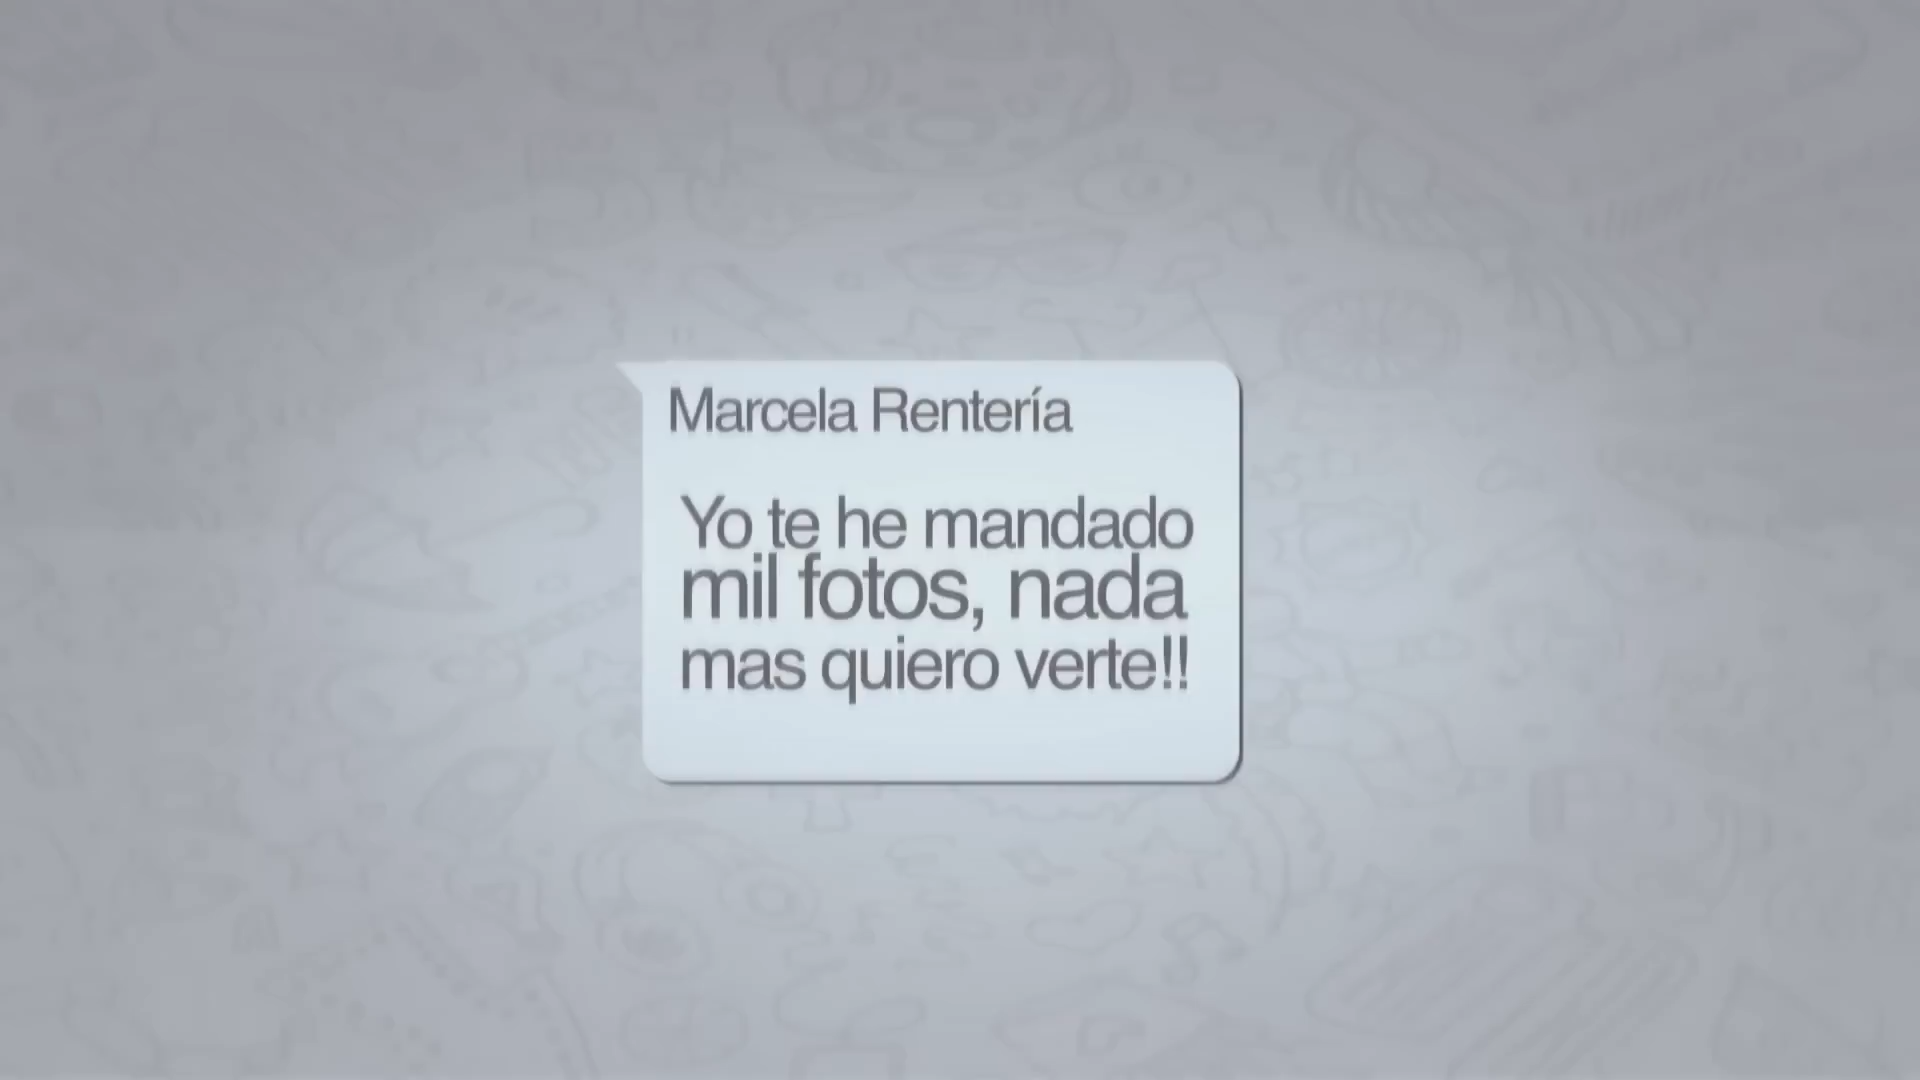 Marcela Rentería
Yo te he mandado
mil fotos, nada
mas quiero verte!!